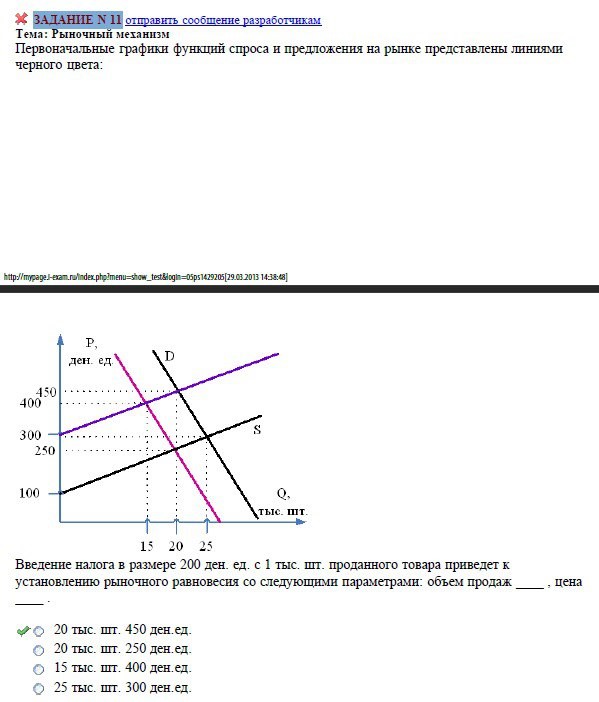 ЗАДАНИЕ N 11 отправить сообщение разработчикам
Тема: Рыночный механизм
Первоначальные графики функций спроса и предложения на рынке представлены линиями
черного цвета:
http://mypage.i-exam.ru/index.php?menu=show_test&login=05ps1429205[29.03.2013 14:38:48]
P,
ден. ед.
D
450
400
300
S
250
100
Q,
тыс. шт.
15 20 25
Введение налога в размере 200 ден. ед. с 1 тыс. шт. проданного товара приведет к
установлению рыночного равновесия со следующими параметрами: объем продаж ____ , цена
____ .
20 тыс. шт. 450 ден.ед.
20 тыс. шт. 250 ден.ед.
15 тыс. шт. 400 ден.ед.
25 тыс. шт. 300 ден.ед.